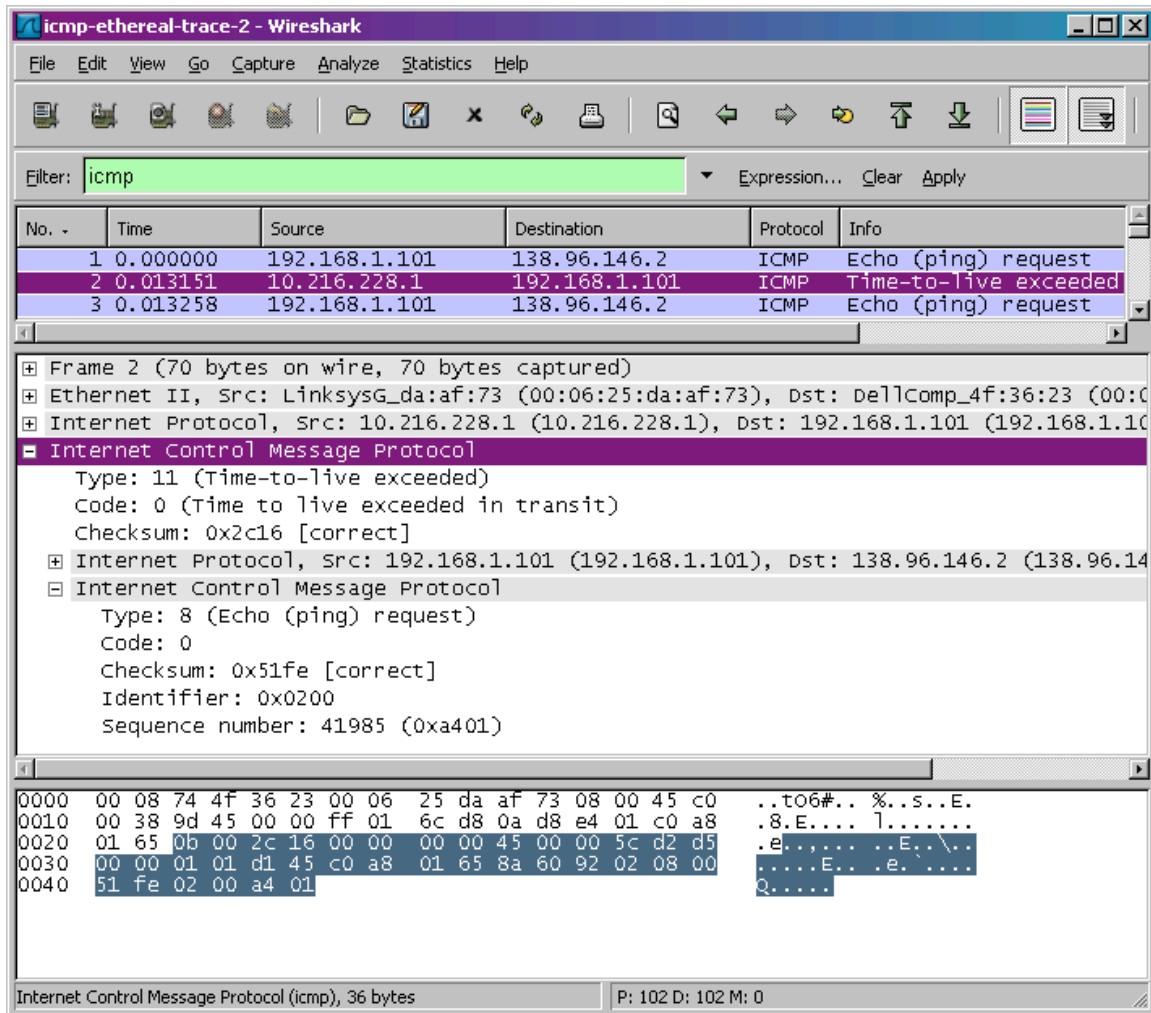 icmp-ethereal-trace-2 - Wireshark
File Edit View Go Capture Analyze Statistics Help
Filter: icmp Expression... Clear Apply
No. Time Source Destination Protocol Info
1 0.000000 192.168.1.101 138.96.146.2 ICMP Echo (ping) request
2 0.013151 10.216.228.1 192.168.1.101 ICMP Time-to-live exceeded
3 0.013258 192.168.1.101 138.96.146.2 ICMP Echo (ping) request
Frame 2 (70 bytes on wire, 70 bytes captured)
Ethernet II, Src: LinksysG_da:af:73 (00:06:25:da:af:73), Dst: DellComp_4f:36:23 (00:0
Internet Protocol, Src: 10.216.228.1 (10.216.228.1), Dst: 192.168.1.101 (192.168.1.10
Internet Control Message Protocol
Type: 11 (Time-to-live exceeded)
Code: 0 (Time to live exceeded in transit)
Checksum: 0x2c16 [correct]
Internet Protocol, Src: 192.168.1.101 (192.168.1.101), Dst: 138.96.146.2 (138.96.14
Internet Control Message Protocol
Type: 8 (Echo (ping) request)
Code: 0
Checksum: 0x51fe [correct]
Identifier: 0x0200
Sequence number: 41985 (0xa401)
0000 00 08 74 4f 36 23 00 06 25 da af 73 08 00 45 c0 ..tO6#.. %..s..E.
0010 00 38 9d 45 00 00 ff 01 6c d8 0a d8 e4 01 c0 a8 .8.E.... l.......
0020 01 65 0b 00 2c 16 00 00 00 00 45 00 00 5c d2 d5 .e..,... ..E..\..
0030 00 00 01 01 d1 45 c0 a8 01 65 8a 60 92 02 08 00 .....E.. .e.`....
0040 51 fe 02 00 a4 01 Q.....
Internet Control Message Protocol (icmp), 36 bytes P: 102 D: 102 M: 0